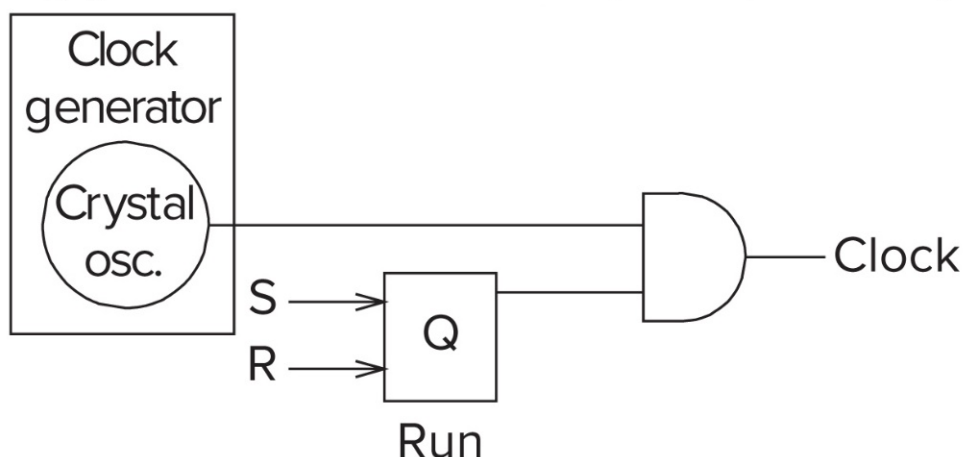 Clock
generator
Crystal
osc.
S
R
Q
Run
Clock